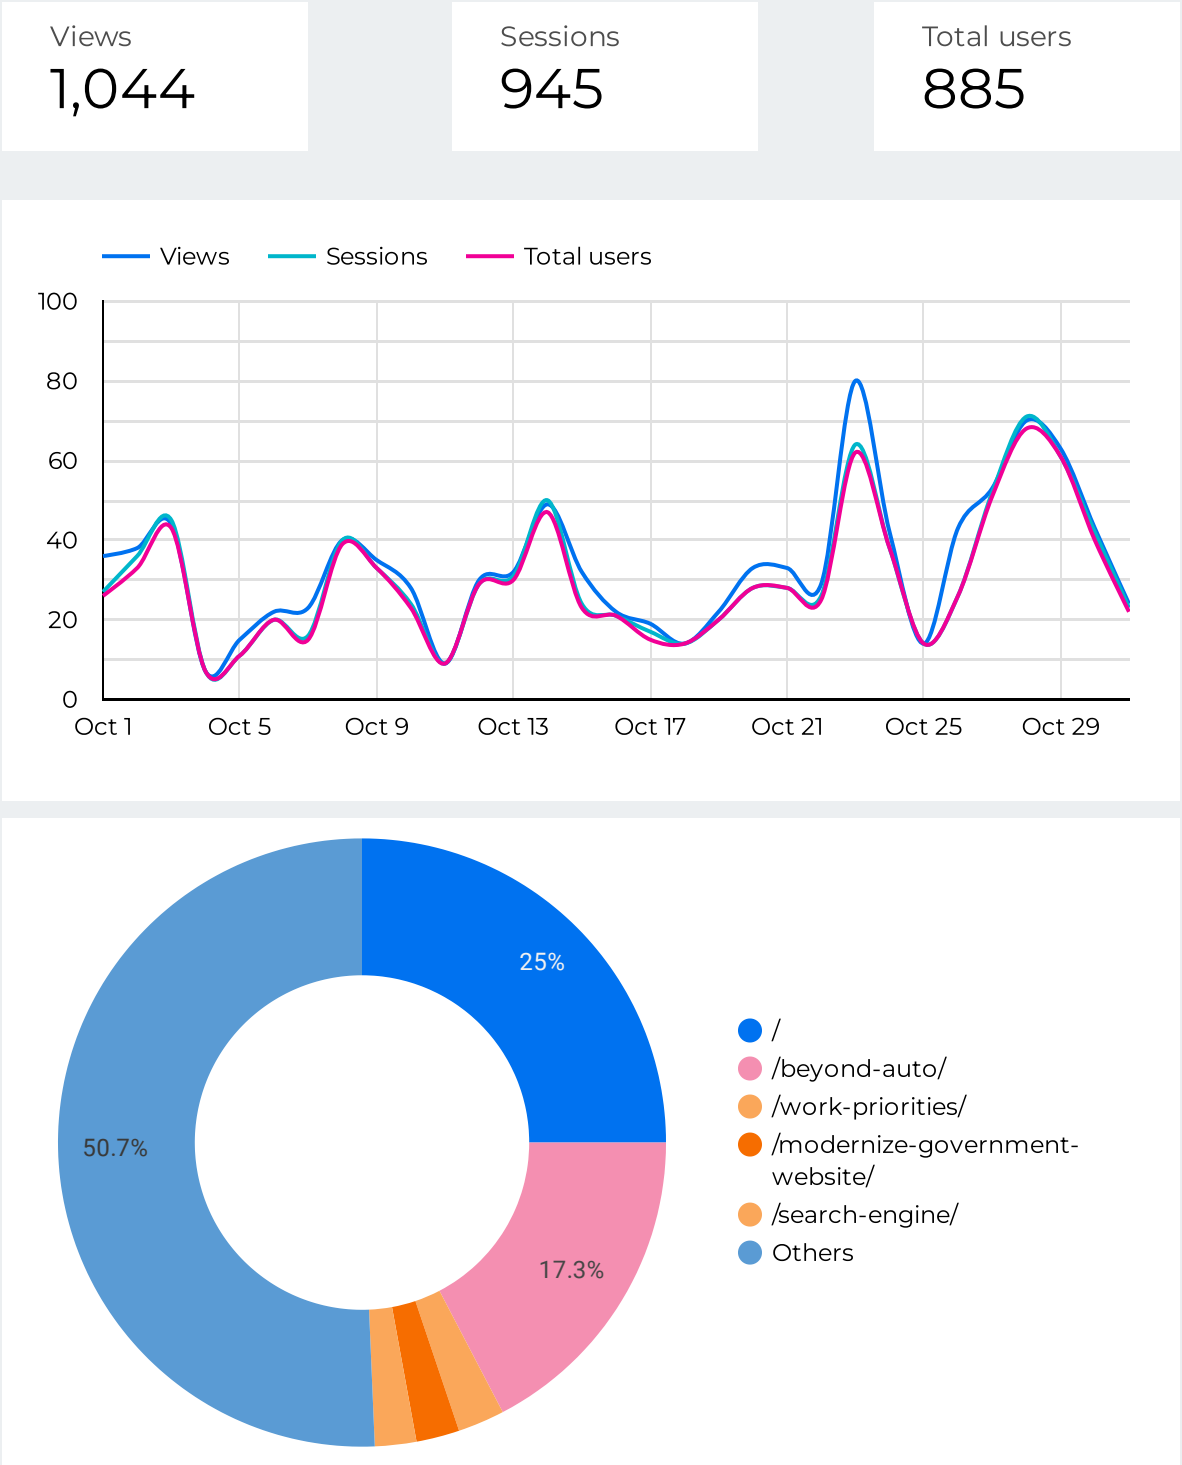 Views
1,044
Sessions
945
Total users
885
Views
Sessions
Total users
100
80
60
40
20
0
Oct 1
Oct 5
Oct 9
Oct 13
Oct 17
Oct 21
Oct 25
Oct 29
25%
50.7%
17.3%
/
/beyond-auto/
/work-priorities/
/modernize-government-
website/
/search-engine/
Others